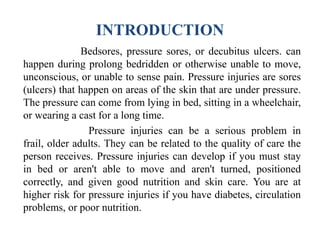 INTRODUCTION
Bedsores, pressure sores, or decubitus ulcers. can
happen during prolong bedridden or otherwise unable to move,
unconscious, or unable to sense pain. Pressure injuries are sores
(ulcers) that happen on areas of the skin that are under pressure.
The pressure can come from lying in bed, sitting in a wheelchair,
or wearing a cast for a long time.
Pressure injuries can be a serious problem in
frail, older adults. They can be related to the quality of care the
person receives. Pressure injuries can develop if you must stay
in bed or aren't able to move and aren't turned, positioned
correctly, and given good nutrition and skin care. You are at
higher risk for pressure injuries if you have diabetes, circulation
problems, or poor nutrition.